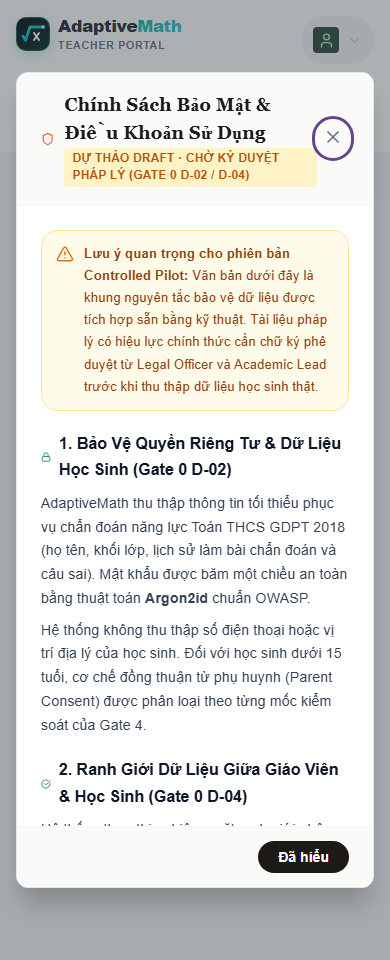 AdaptiveMath
TEACHER PORTAL
Chính Sách Bảo Mật &
Điều Khoản Sử Dụng
DỰ THẢO DRAFT · CHỜ KÝ DUYỆT
PHÁP LÝ (GATE 0 D-02 / D-04)
Lưu ý quan trọng cho phiên bản
Controlled Pilot: Văn bản dưới đây là
khung nguyên tắc bảo vệ dữ liệu được
tích hợp sẵn bằng kỹ thuật. Tài liệu pháp
lý có hiệu lực chính thức cần chữ ký phê
duyệt từ Legal Officer và Academic Lead
trước khi thu thập dữ liệu học sinh thật.
1. Bảo Vệ Quyền Riêng Tư & Dữ Liệu
Học Sinh (Gate 0 D-02)
AdaptiveMath thu thập thông tin tối thiểu phục
vụ chẩn đoán năng lực Toán THCS GDPT 2018
(họ tên, khối lớp, lịch sử làm bài chẩn đoán và
câu sai). Mật khẩu được băm một chiều an toàn
bằng thuật toán Argon2id chuẩn OWASP.
Hệ thống không thu thập số điện thoại hoặc vị
trí địa lý của học sinh. Đối với học sinh dưới 15
tuổi, cơ chế đồng thuận từ phụ huynh (Parent
Consent) được phân loại theo từng mốc kiểm
soát của Gate 4.
2. Ranh Giới Dữ Liệu Giữa Giáo Viên
& Học Sinh (Gate 0 D-04)
Đã hiểu